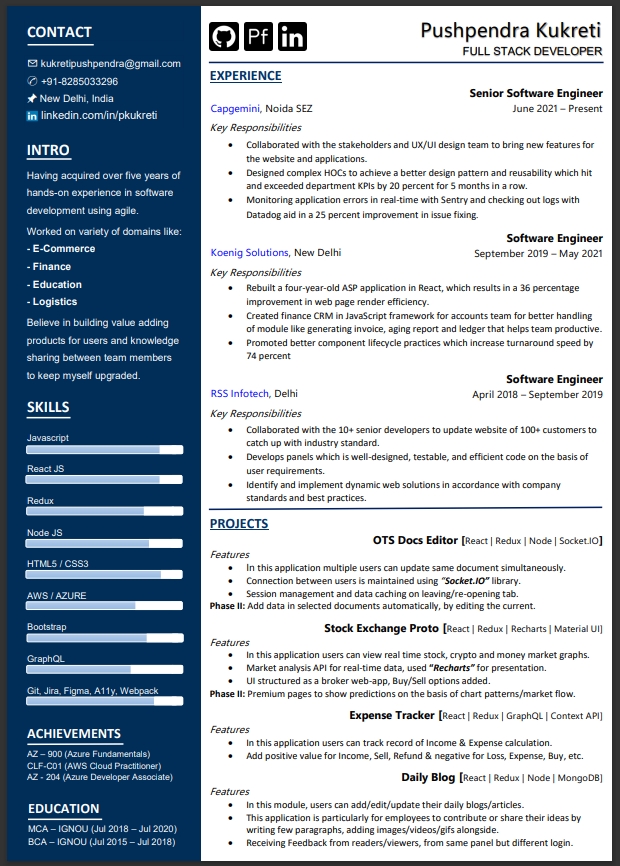 CONTACT
kukretipushpendra@gmail.com
+91-8285033296
New Delhi, India
in linkedin.com/in/pkukreti
INTRO
Having acquired over five years of
hands-on experience in software
development using agile.
Worked on variety of domains like:
- E-Commerce
- Finance
- Education
- Logistics
Believe in building value adding
products for users and knowledge
sharing between team members
to keep myself upgraded.
SKILLS
Javascript
React JS
Redux
Node JS
HTML5 / CSS3
AWS / AZURE
Bootstrap
GraphQL
Git, Jira, Figma, A11y, Webpack
ACHIEVEMENTS
AZ – 900 (Azure Fundamentals)
CLF-C01 (AWS Cloud Practitioner)
AZ - 204 (Azure Developer Associate)
EDUCATION
MCA – IGNOU (Jul 2018 – Jul 2020)
BCA – IGNOU (Jul 2015 – Jul 2018)
Pf in
Pushpendra Kukreti
FULL STACK DEVELOPER
EXPERIENCE
Senior Software Engineer
Capgemini, Noida SEZ June 2021 – Present
Key Responsibilities
• Collaborated with the stakeholders and UX/UI design team to bring new features for
the website and applications.
• Designed complex HOCs to achieve a better design pattern and reusability which hit
and exceeded department KPIs by 20 percent for 5 months in a row.
• Monitoring application errors in real-time with Sentry and checking out logs with
Datadog aid in a 25 percent improvement in issue fixing.
Software Engineer
Koenig Solutions, New Delhi September 2019 – May 2021
Key Responsibilities
• Rebuilt a four-year-old ASP application in React, which results in a 36 percentage
improvement in web page render efficiency.
• Created finance CRM in JavaScript framework for accounts team for better handling
of module like generating invoice, aging report and ledger that helps team productive.
• Promoted better component lifecycle practices which increase turnaround speed by
74 percent
Software Engineer
RSS Infotech, Delhi April 2018 – September 2019
Key Responsibilities
• Collaborated with the 10+ senior developers to update website of 100+ customers to
catch up with industry standard.
• Develops panels which is well-designed, testable, and efficient code on the basis of
user requirements.
• Identify and implement dynamic web solutions in accordance with company
standards and best practices.
PROJECTS
OTS Docs Editor [React | Redux | Node | Socket.IO]
Features
• In this application multiple users can update same document simultaneously.
• Connection between users is maintained using “Socket.IO” library.
• Session management and data caching on leaving/re-opening tab.
Phase II: Add data in selected documents automatically, by editing the current.
Stock Exchange Proto [React | Redux | Recharts | Material UI]
Features
• In this application users can view real time stock, crypto and money market graphs.
• Market analysis API for real-time data, used “Recharts” for presentation.
• UI structured as a broker web-app, Buy/Sell options added.
Phase II: Premium pages to show predictions on the basis of chart patterns/market flow.
Expense Tracker [React | Redux | GraphQL | Context API]
Features
• In this application users can track record of Income & Expense calculation.
• Add positive value for Income, Sell, Refund & negative for Loss, Expense, Buy, etc.
Daily Blog [React | Redux | Node | MongoDB]
Features
• In this module, users can add/edit/update their daily blogs/articles.
• This application is particularly for employees to contribute or share their ideas by
writing few paragraphs, adding images/videos/gifs alongside.
• Receiving Feedback from readers/viewers, from same panel but different login.